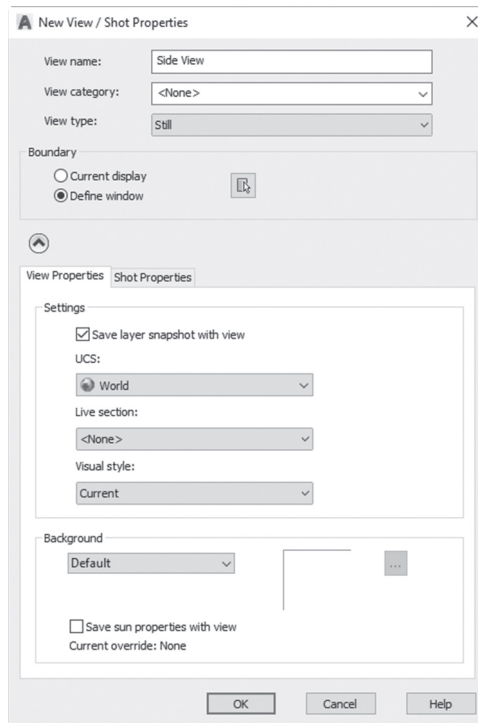 New View / Shot Properties
View name: Side View
View category: <None>
View type: Still
Boundary
Current display
Define window
View Properties Shot Properties
Settings
Save layer snapshot with view
UCS:
World
Live section:
<None>
Visual style:
Current
Background
Default
...
Save sun properties with view
Current override: None
OK Cancel Help